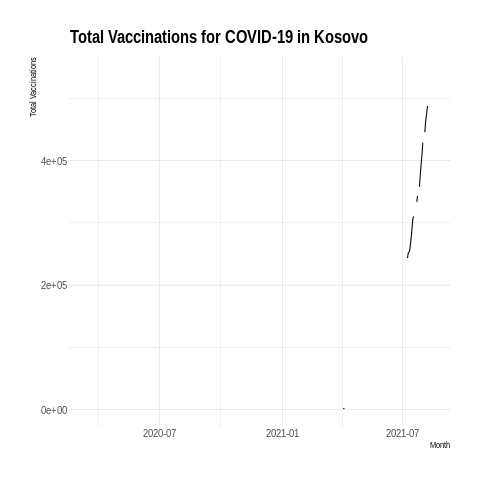 Total Vaccinations for COVID-19 in Kosovo
Total Vaccinations
4e+05
2e+05
0e+00
2020-07 2021-01 2021-07
Month